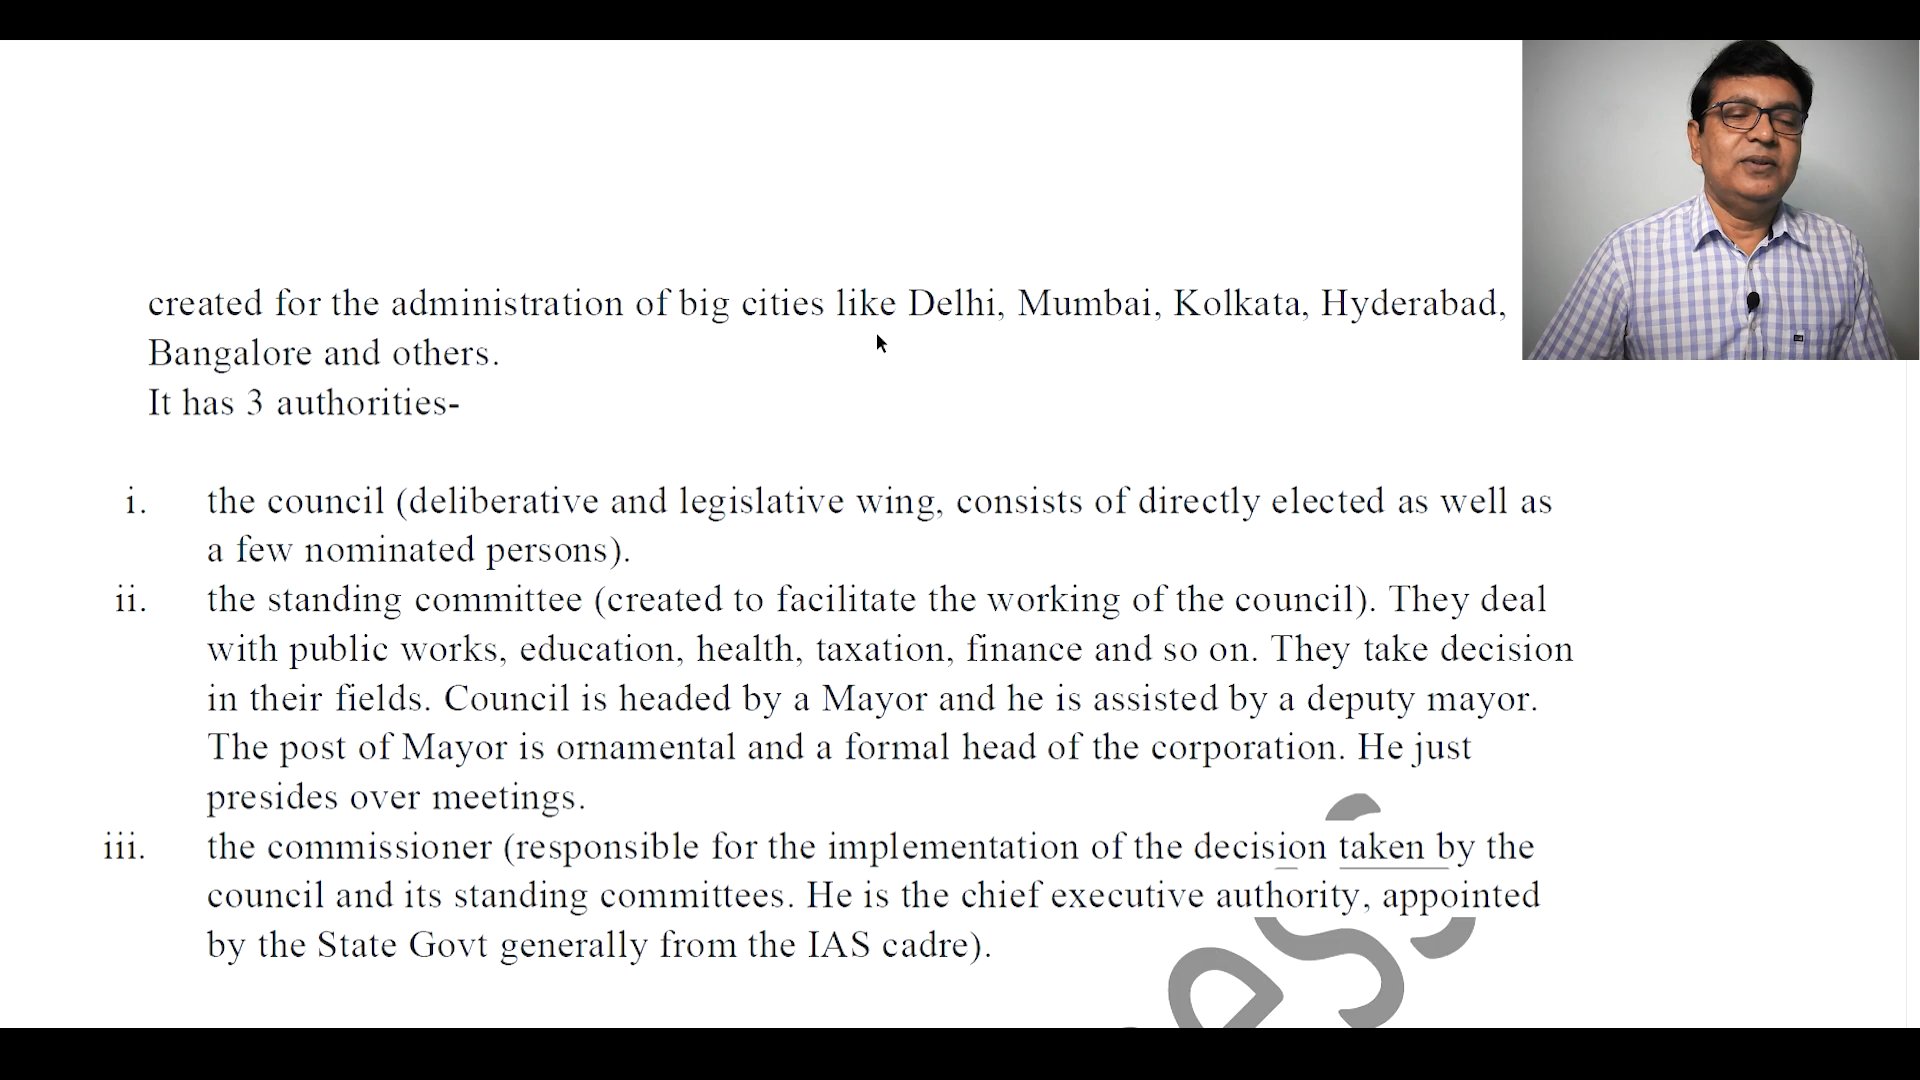 created for the administration of big cities like Delhi, Mumbai, Kolkata, Hyderabad,
Bangalore and others.
It has 3 authorities-
i. the council (deliberative and legislative wing, consists of directly elected as well as
a few nominated persons).
ii. the standing committee (created to facilitate the working of the council). They deal
with public works, education, health, taxation, finance and so on. They take decision
in their fields. Council is headed by a Mayor and he is assisted by a deputy mayor.
The post of Mayor is ornamental and a formal head of the corporation. He just
presides over meetings.
iii. the commissioner (responsible for the implementation of the decision taken by the
council and its standing committees. He is the chief executive authority, appointed
by the State Govt generally from the IAS cadre).